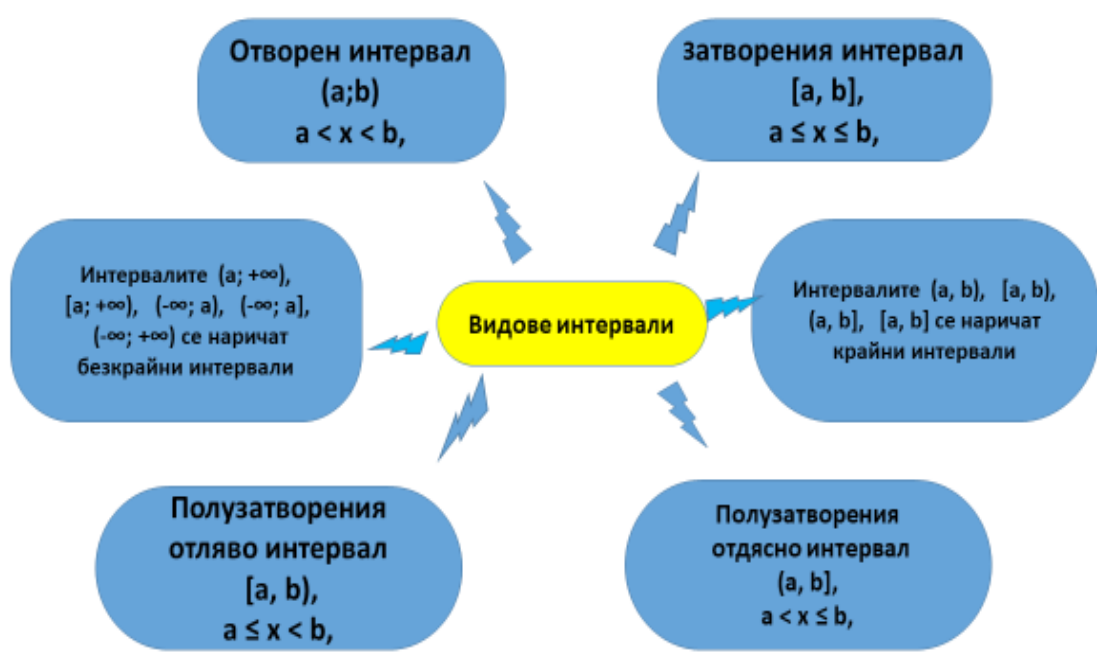 Отворен интервал
(a;b)
a < x < b,
Затворения интервал
[a, b],
a ≤ x ≤ b,
Интервалите (a; +∞),
[a; +∞), (-∞; a), (-∞; a],
(-∞; +∞) се наричат
безкрайни интервали
Видове интервали
Интервалите (a, b), [a, b),
(a, b], [a, b] се наричат
крайни интервали
Полузатворения
отляво интервал
[a, b),
a ≤ x < b,
Полузатворения
отдясно интервал
(a, b],
a < x ≤ b,